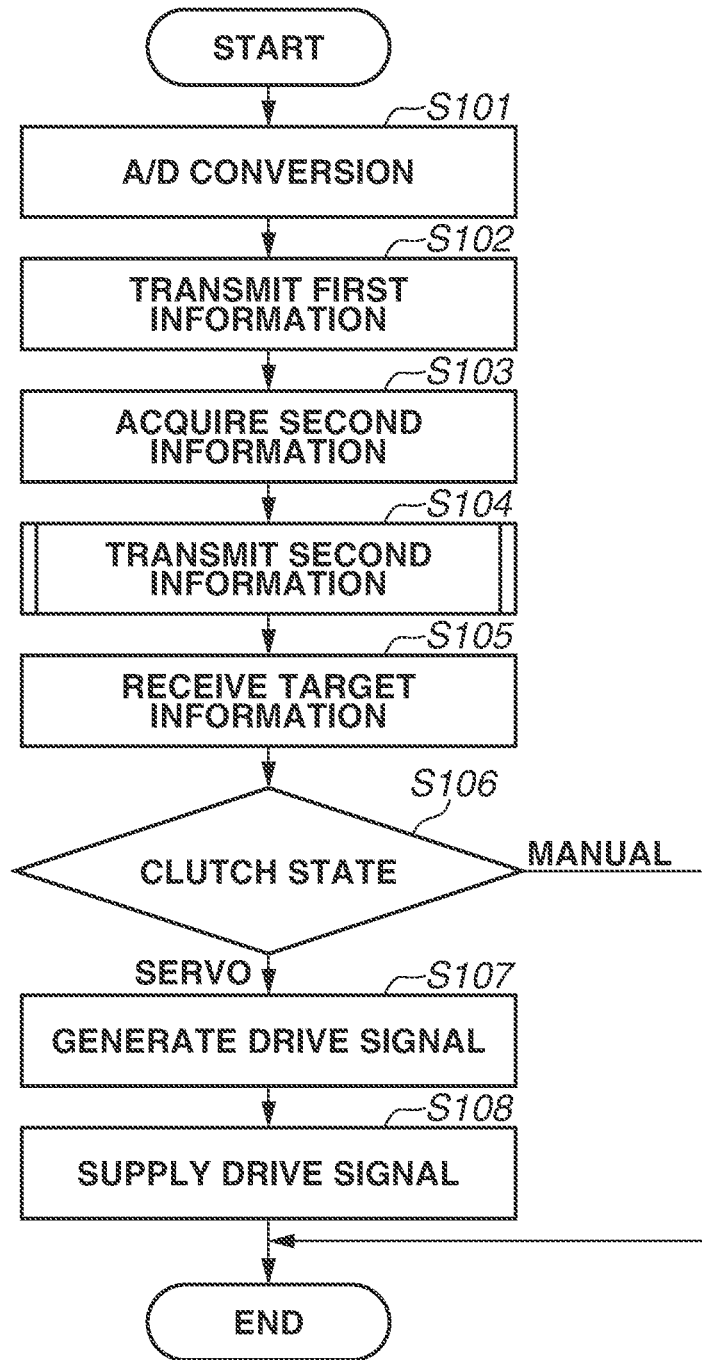 START
S101
A/D CONVERSION
S102
TRANSMIT FIRST
INFORMATION
S103
ACQUIRE SECOND
INFORMATION
S104
TRANSMIT SECOND
INFORMATION
S105
RECEIVE TARGET
INFORMATION
S106
CLUTCH STATE
MANUAL
SERVO
S107
GENERATE DRIVE SIGNAL
S108
SUPPLY DRIVE SIGNAL
END